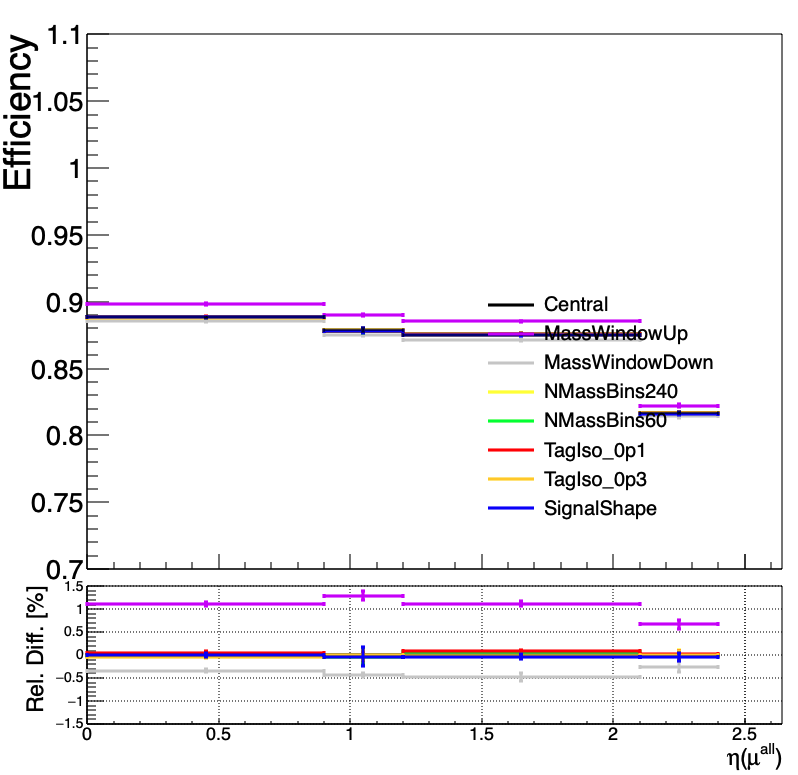 Efficiency
1.1
1.05
1
0.95
0.9
0.85
0.8
0.75
0.7
Central
MassWindowUp
MassWindowDown
NMassBins240
NMassBins60
TagIso_0p1
TagIso_0p3
SignalShape
Rel. Diff. [%]
1.5
1
0.5
0
−0.5
−1
−1.5
0 0.5 1 1.5 2 2.5
η(μ^all)